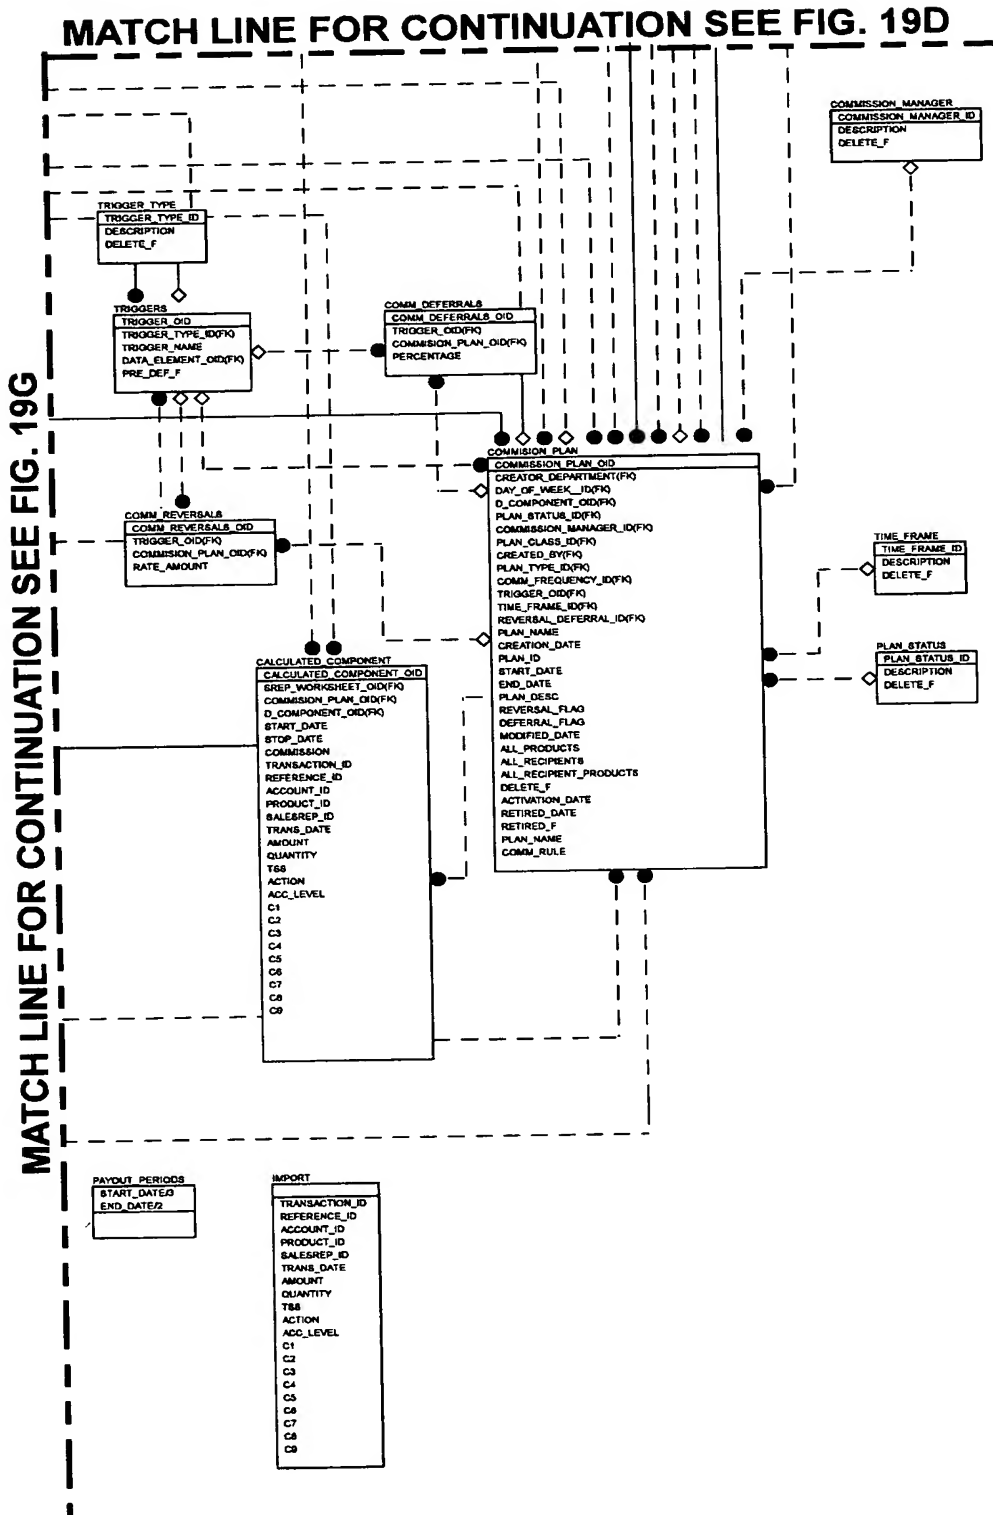 MATCH LINE FOR CONTINUATION SEE FIG. 19D
MATCH LINE FOR CONTINUATION SEE FIG. 19G
COMMISSION_MANAGER
COMMISSION_MANAGER_ID
DESCRIPTION
DELETE_F
TRIGGER_TYPE
TRIGGER_TYPE_ID
DESCRIPTION
DELETE_F
TRIGGERS
TRIGGER_OID
TRIGGER_TYPE_ID(FK)
TRIGGER_NAME
DATA_ELEMENT_OID(FK)
PRE_DEF_F
COMM_DEFERRALS
COMM_DEFERRALS_OID
TRIGGER_OID(FK)
COMMISION_PLAN_OID(FK)
PERCENTAGE
COMMISION_PLAN
COMMISSION_PLAN_OID
CREATOR_DEPARTMENT(FK)
DAY_OF_WEEK__ID(FK)
D_COMPONENT_OID(FK)
PLAN_STATUS_ID(FK)
COMMISSION_MANAGER_ID(FK)
PLAN_CLASS_ID(FK)
CREATED_BY(FK)
PLAN_TYPE_ID(FK)
COMM_FREQUENCY_ID(FK)
TRIGGER_OID(FK)
TIME_FRAME_ID(FK)
REVERSAL_DEFERRAL_ID(FK)
PLAN_NAME
CREATION_DATE
PLAN_ID
START_DATE
END_DATE
PLAN_DESC
REVERSAL_FLAG
DEFERRAL_FLAG
MODIFIED_DATE
ALL_PRODUCTS
ALL_RECIPIENTS
ALL_RECIPIENT_PRODUCTS
DELETE_F
ACTIVATION_DATE
RETIRED_DATE
RETIRED_F
PLAN_NAME
COMM_RULE
COMM_REVERSALS
COMM_REVERSALS_OID
TRIGGER_OID(FK)
COMMISION_PLAN_OID(FK)
RATE_AMOUNT
TIME_FRAME
TIME_FRAME_ID
DESCRIPTION
DELETE_F
PLAN_STATUS
PLAN_STATUS_ID
DESCRIPTION
DELETE_F
CALCULATED_COMPONENT
CALCULATED_COMPONENT_OID
SREP_WORKSHEET_OID(FK)
COMMISION_PLAN_OID(FK)
D_COMPONENT_OID(FK)
START_DATE
STOP_DATE
COMMISSION
TRANSACTION_ID
REFERENCE_ID
ACCOUNT_ID
PRODUCT_ID
SALESREP_ID
TRANS_DATE
AMOUNT
QUANTITY
TSS
ACTION
ACC_LEVEL
C1
C2
C3
C4
C5
C6
C7
C8
C9
PAYOUT_PERIODS
START_DATE/3
END_DATE/2
IMPORT
TRANSACTION_ID
REFERENCE_ID
ACCOUNT_ID
PRODUCT_ID
SALESREP_ID
TRANS_DATE
AMOUNT
QUANTITY
TSS
ACTION
ACC_LEVEL
C1
C2
C3
C4
C5
C6
C7
C8
C9